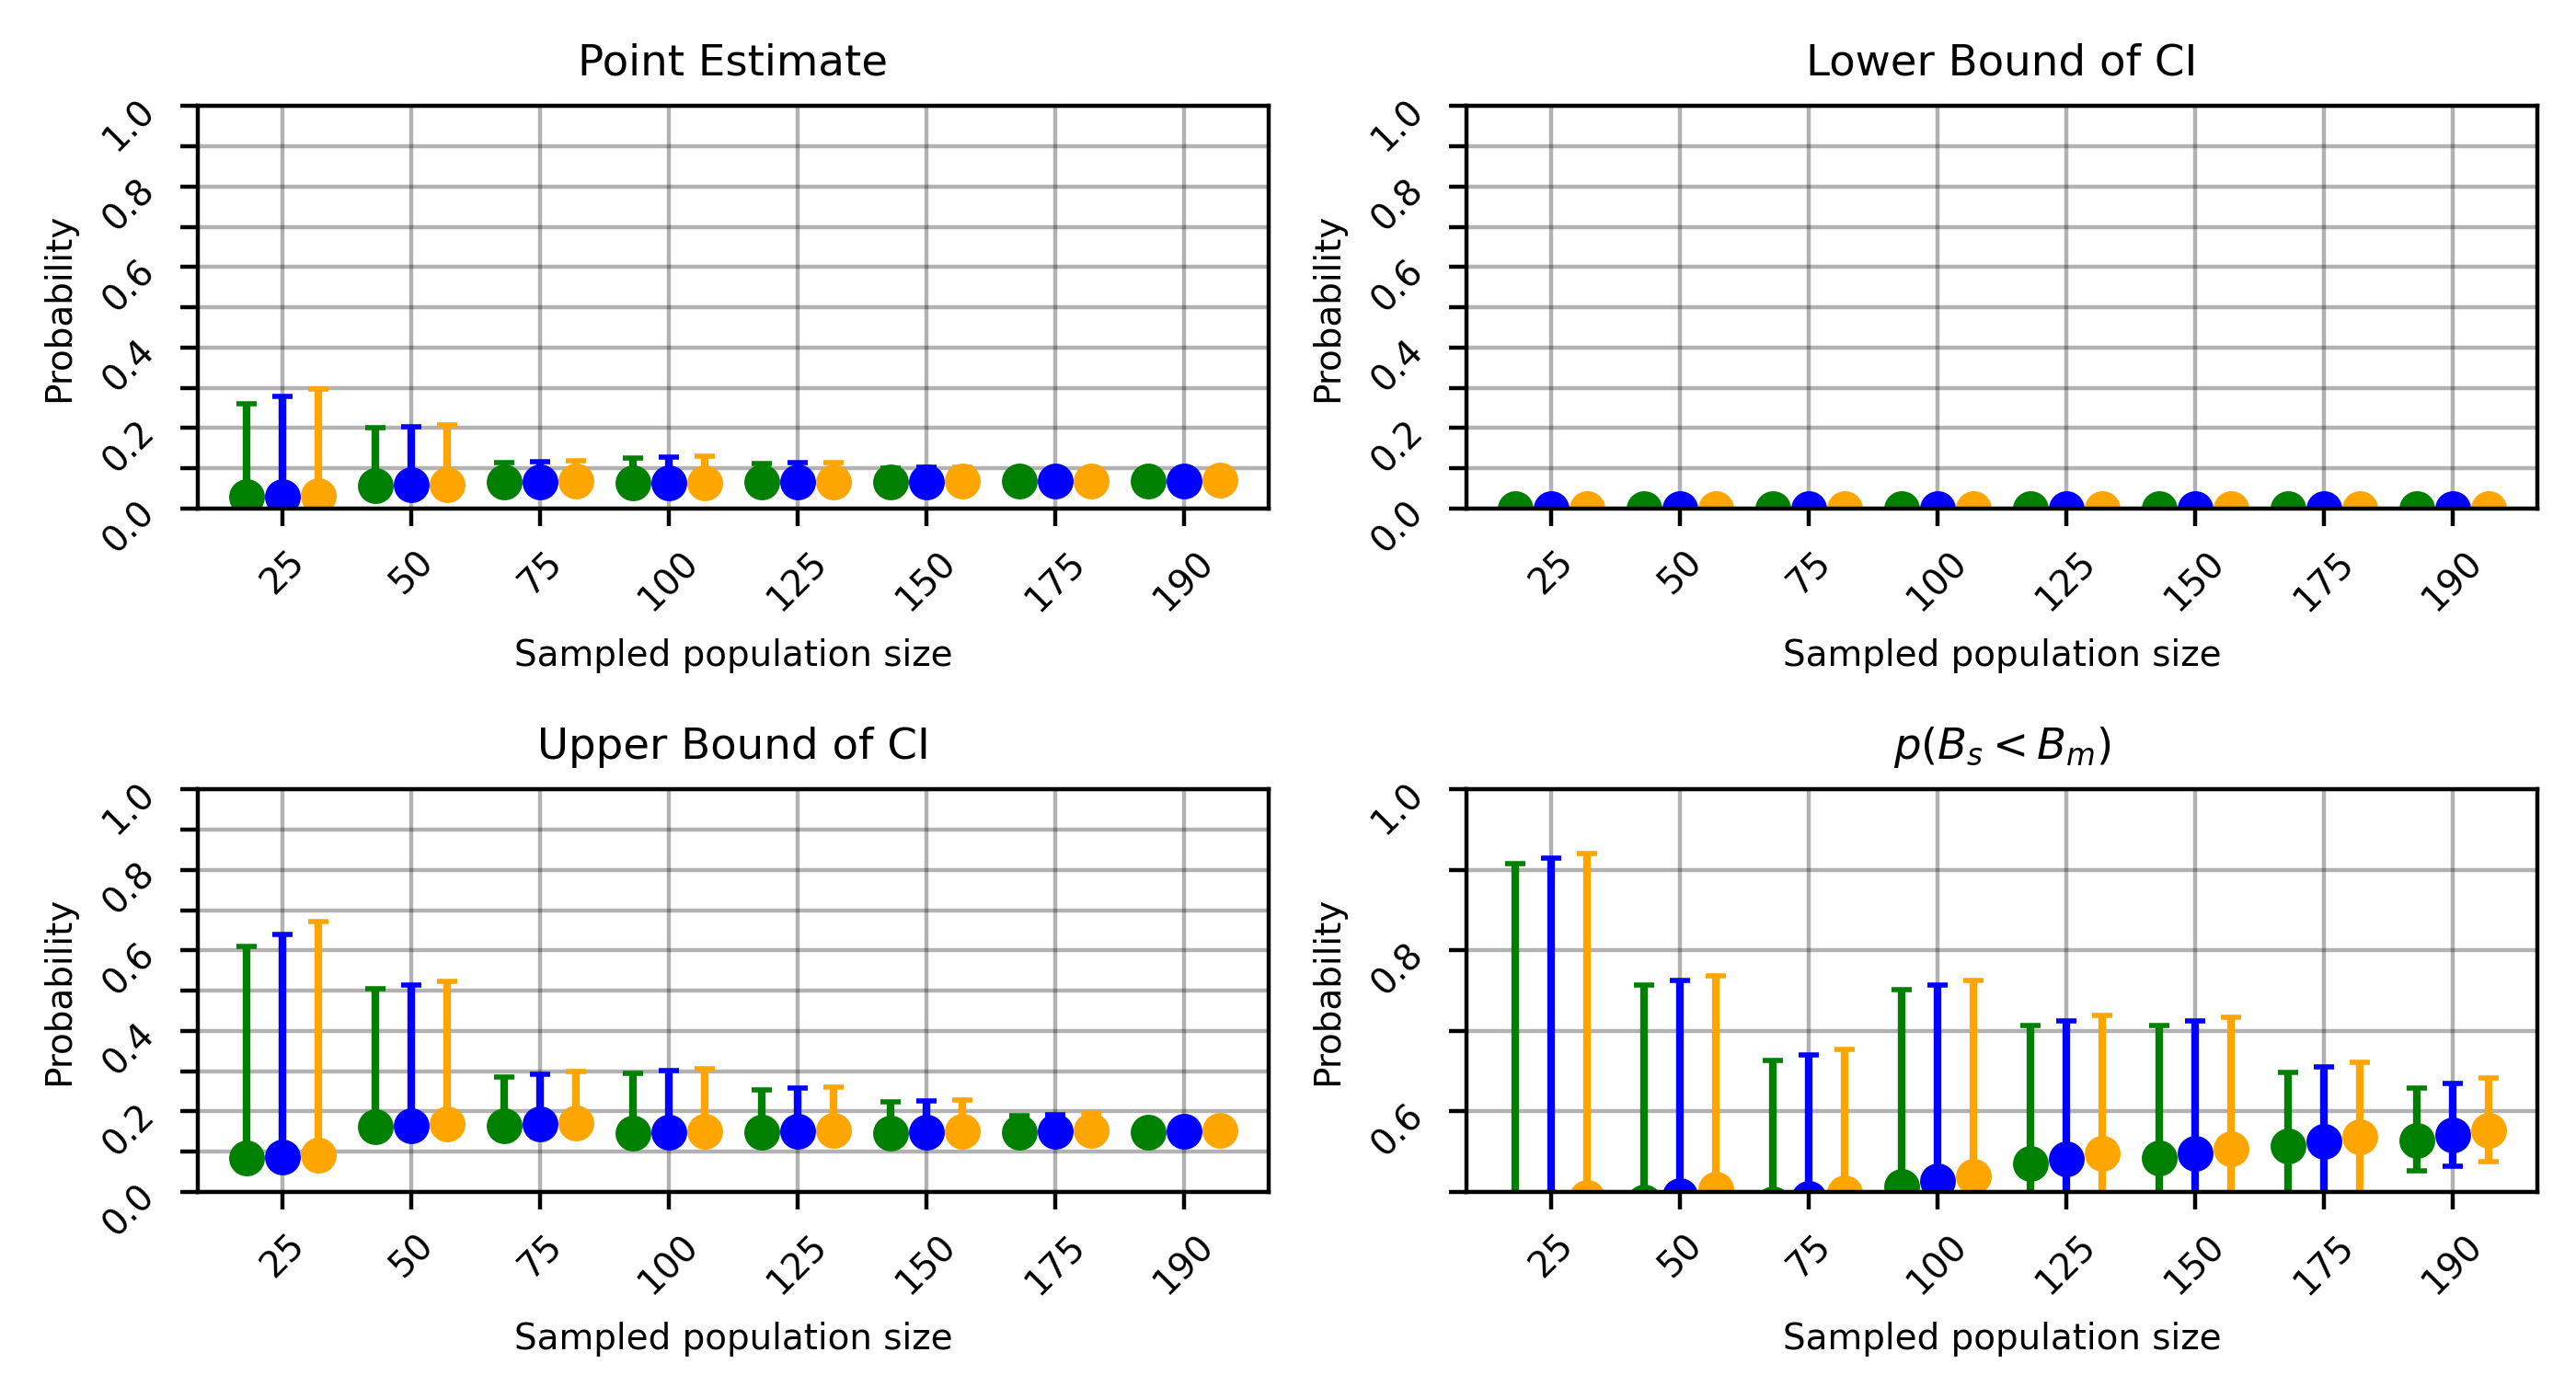 Point Estimate
Probability
1.0
0.8
0.6
0.4
0.2
0.0
25 50 75 100 125 150 175 190
Sampled population size
Lower Bound of CI
Probability
1.0
0.8
0.6
0.4
0.2
0.0
25 50 75 100 125 150 175 190
Sampled population size
Upper Bound of CI
Probability
1.0
0.8
0.6
0.4
0.2
0.0
25 50 75 100 125 150 175 190
Sampled population size
p(Bₛ < Bₘ)
Probability
1.0
0.8
0.6
25 50 75 100 125 150 175 190
Sampled population size